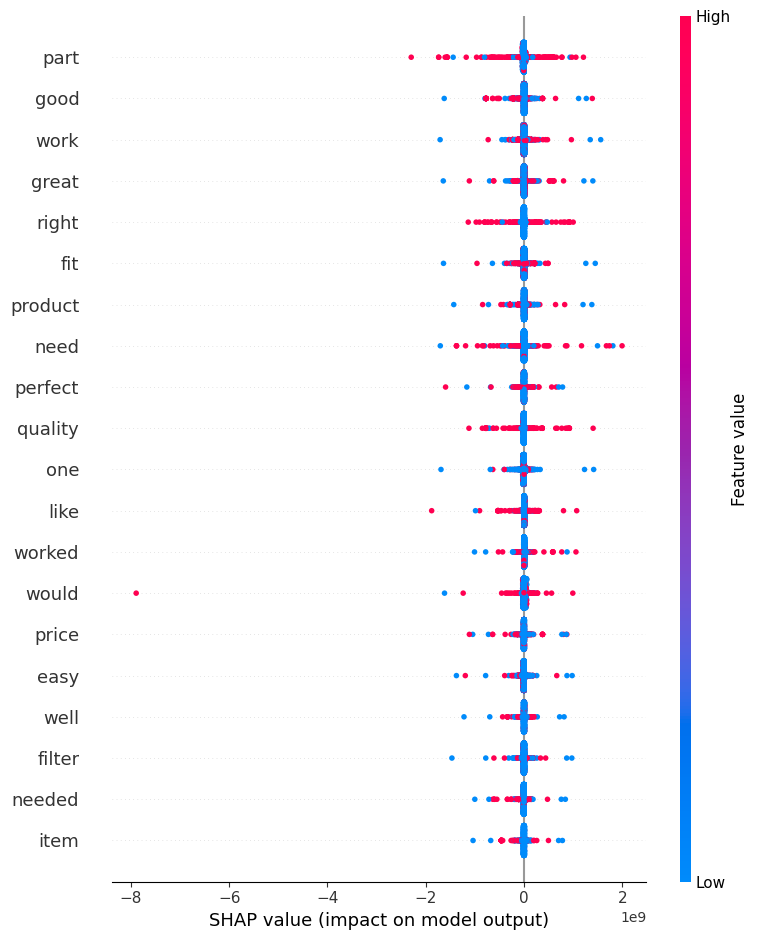 High
part
good
work
great
right
fit
product
need
perfect
quality
one
like
worked
would
price
easy
well
filter
needed
item
Feature value
Low
−8 −6 −4 −2 0 2
1e9
SHAP value (impact on model output)